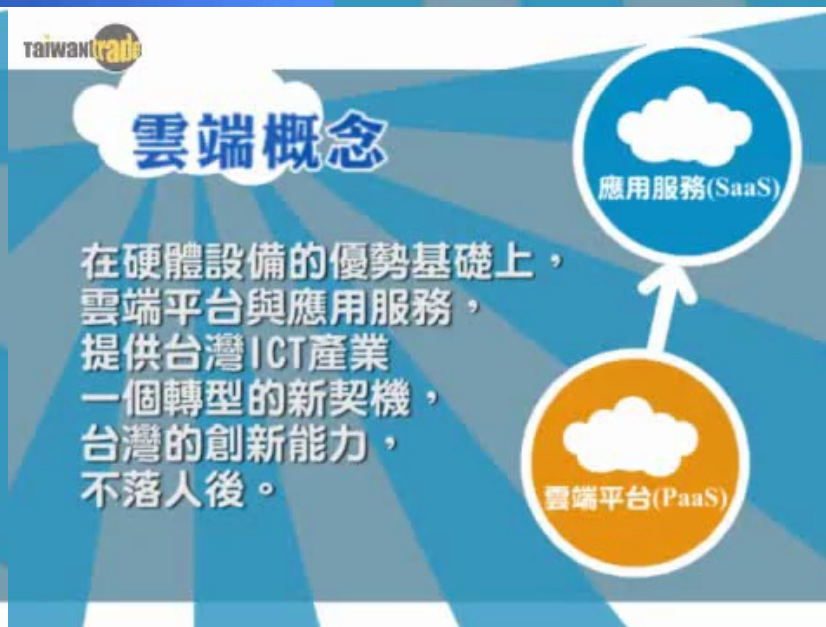 Taiwantrade
雲端概念
應用服務(SaaS)
在硬體設備的優勢基礎上，
雲端平台與應用服務，
提供台灣ICT產業
一個轉型的新契機，
台灣的創新能力，
不落人後。
雲端平台(PaaS)